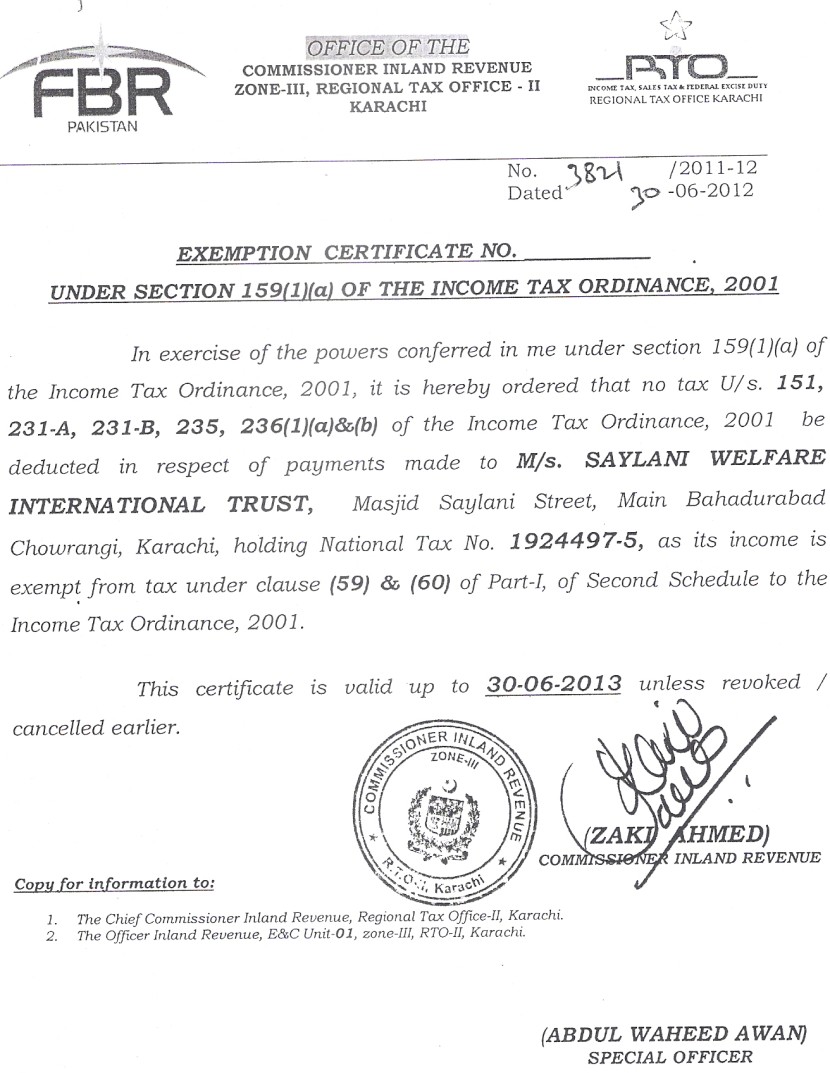 FBR
PAKISTAN
OFFICE OF THE
COMMISSIONER INLAND REVENUE
ZONE-III, REGIONAL TAX OFFICE - II
KARACHI
RTO
INCOME TAX, SALES TAX & FEDERAL EXCISE DUTY
REGIONAL TAX OFFICE KARACHI
No. 3821 /2011-12
Dated 30 -06-2012
EXEMPTION CERTIFICATE NO. ___________
UNDER SECTION 159(1)(a) OF THE INCOME TAX ORDINANCE, 2001
In exercise of the powers conferred in me under section 159(1)(a) of
the Income Tax Ordinance, 2001, it is hereby ordered that no tax U/s. 151,
231-A, 231-B, 235, 236(1)(a)&(b) of the Income Tax Ordinance, 2001 be
deducted in respect of payments made to M/s. SAYLANI WELFARE
INTERNATIONAL TRUST, Masjid Saylani Street, Main Bahadurabad
Chowrangi, Karachi, holding National Tax No. 1924497-5, as its income is
exempt from tax under clause (59) & (60) of Part-I, of Second Schedule to the
Income Tax Ordinance, 2001.
This certificate is valid up to 30-06-2013 unless revoked /
cancelled earlier.
COMMISSIONER INLAND REVENUE
ZONE-III
Karachi
(ZAKI AHMED)
COMMISSIONER INLAND REVENUE
Copy for information to:
1. The Chief Commissioner Inland Revenue, Regional Tax Office-II, Karachi.
2. The Officer Inland Revenue, E&C Unit-01, zone-III, RTO-II, Karachi.
(ABDUL WAHEED AWAN)
SPECIAL OFFICER